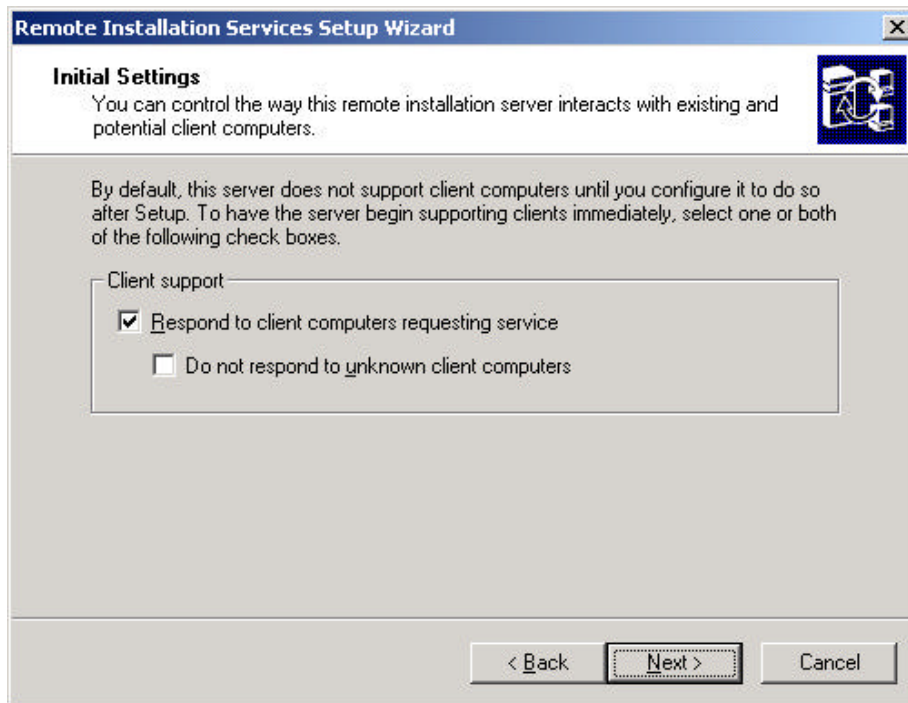 Remote Installation Services Setup Wizard
Initial Settings
You can control the way this remote installation server interacts with existing and
potential client computers.
By default, this server does not support client computers until you configure it to do so
after Setup. To have the server begin supporting clients immediately, select one or both
of the following check boxes.
Client support
Respond to client computers requesting service
Do not respond to unknown client computers
< Back
Next >
Cancel